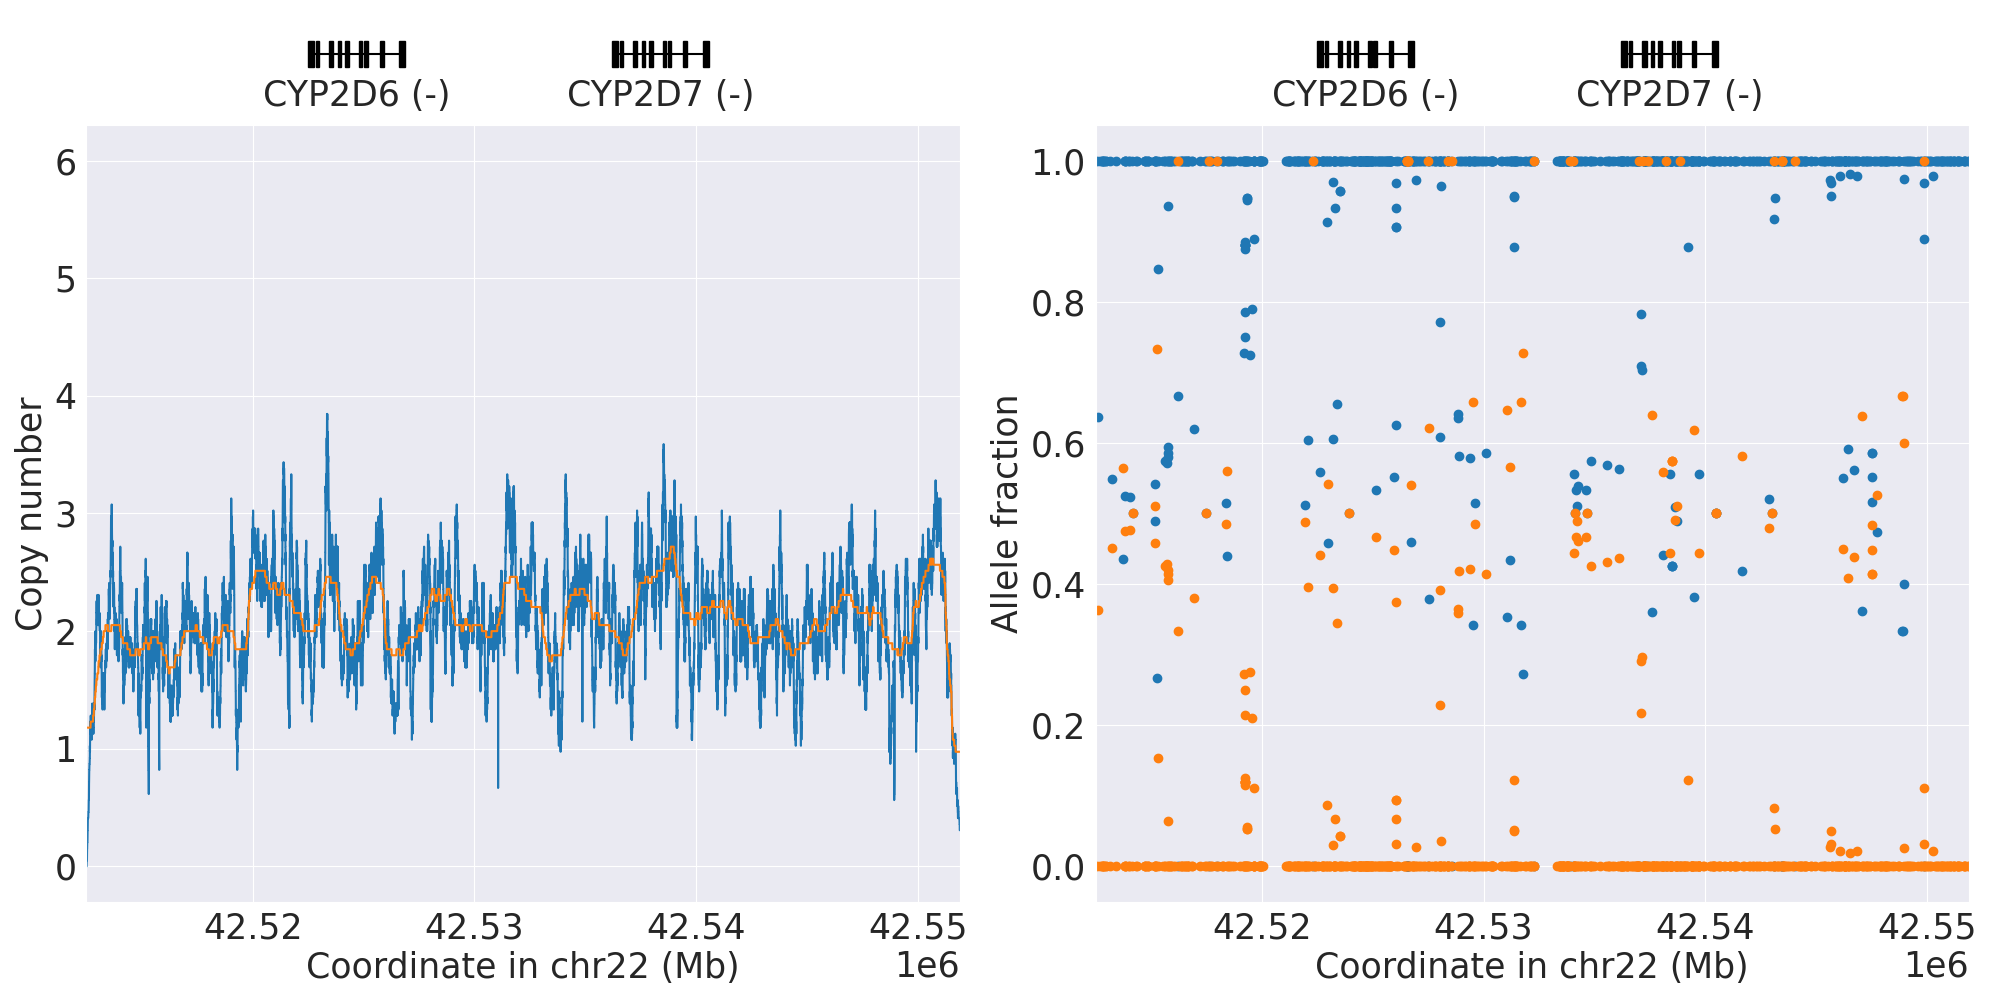 CYP2D6 (-) CYP2D7 (-)
6
5
4
3
2
1
0
Copy number
42.52 42.53 42.54 42.55
Coordinate in chr22 (Mb) 1e6
CYP2D6 (-) CYP2D7 (-)
1.0
0.8
0.6
0.4
0.2
0.0
Allele fraction
42.52 42.53 42.54 42.55
Coordinate in chr22 (Mb) 1e6